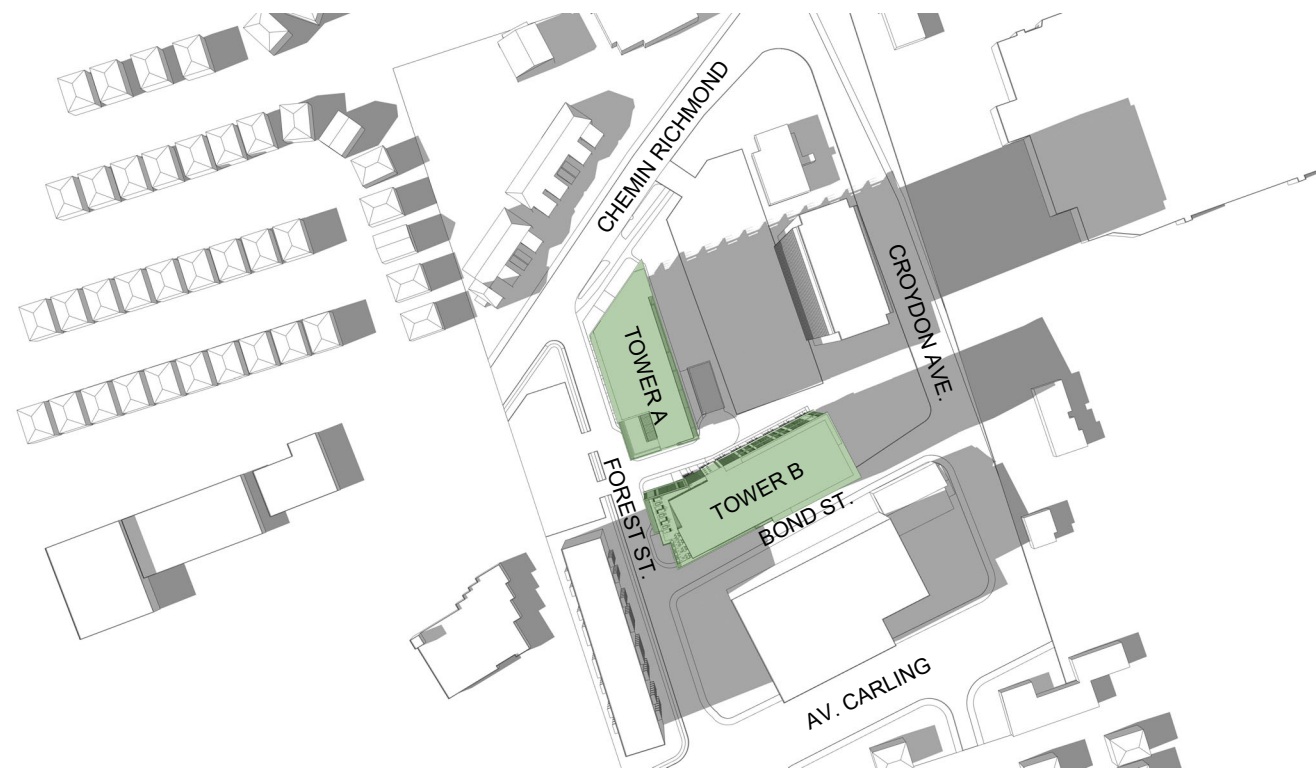 CHEMIN RICHMOND
CROYDON AVE.
TOWER A
TOWER B
FOREST ST.
BOND ST.
AV. CARLING